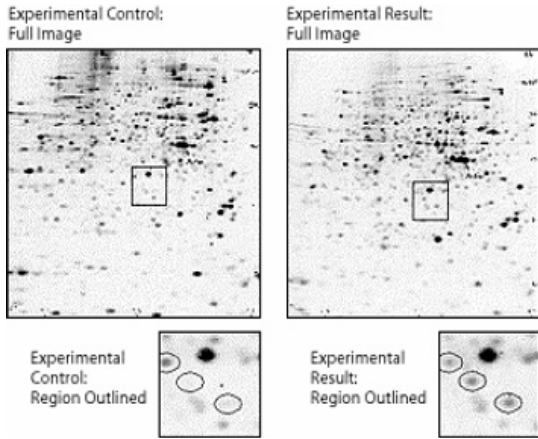 Experimental Control:
Full Image
Experimental Result:
Full Image
Experimental
Control:
Region Outlined
Experimental
Result:
Region Outlined